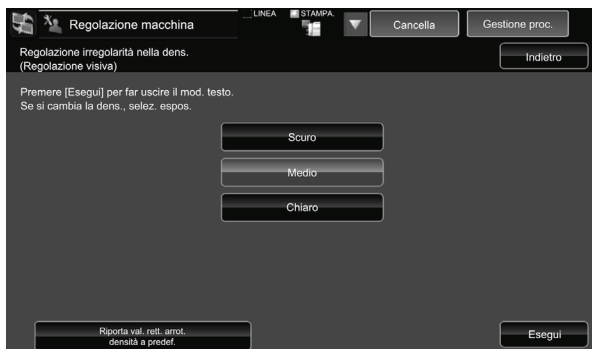 Regolazione macchina
LINEA
STAMPA.
Cancella
Gestione proc.
Regolazione irregolarità nella dens.
(Regolazione visiva)
Indietro
Premere [Esegui] per far uscire il mod. testo.
Se si cambia la dens., selez. espos.
Scuro
Medio
Chiaro
Riporta val. rett. arrot.
densità a predef.
Esegui